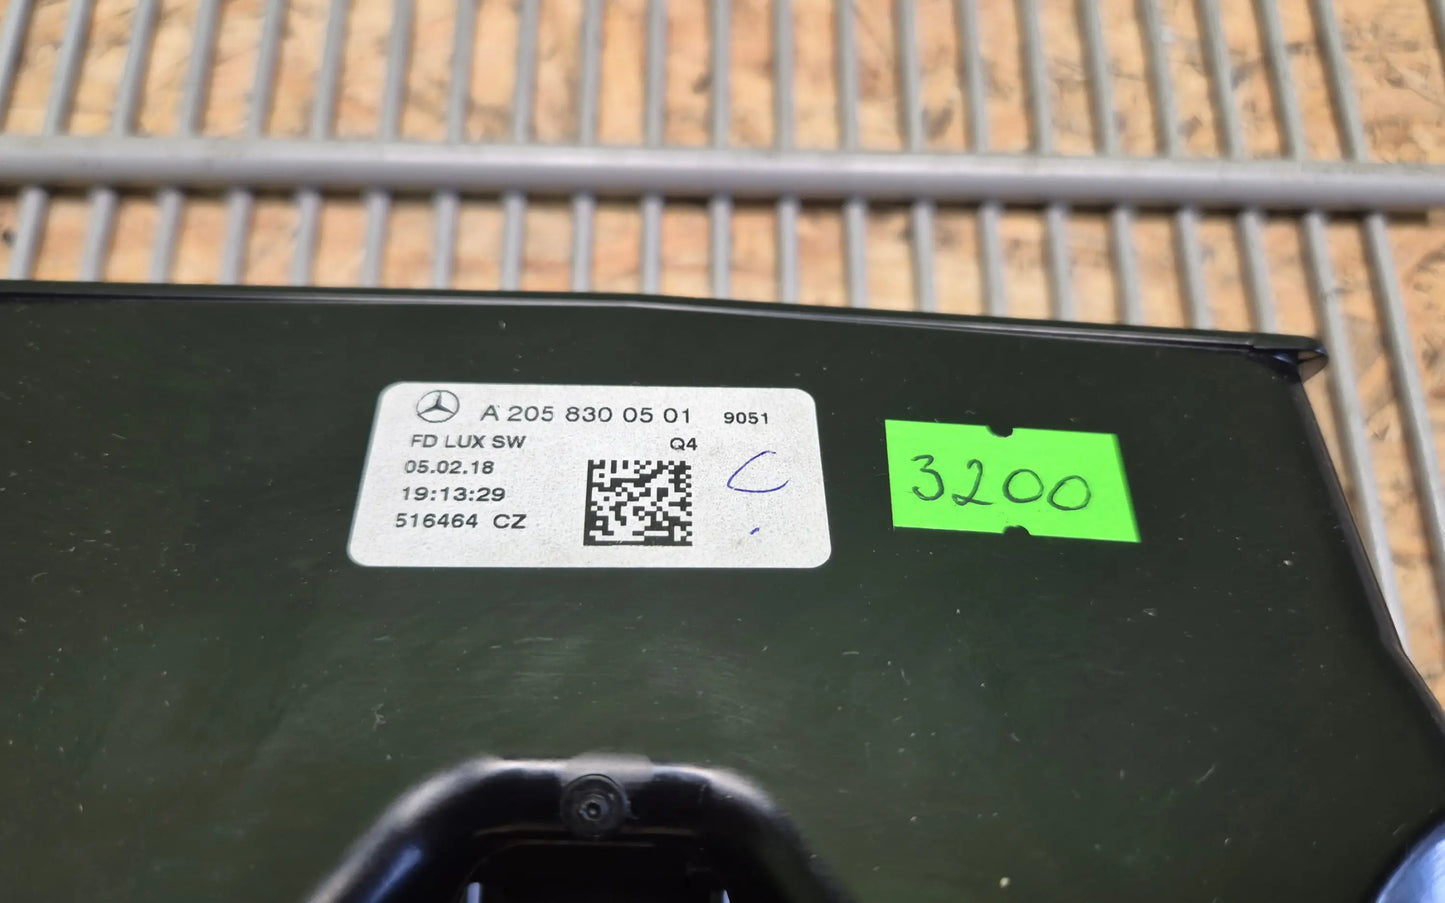 A 205 830 05 01 9051
FD LUX SW Q4
05.02.18
19:13:29
516464 CZ
C
3200